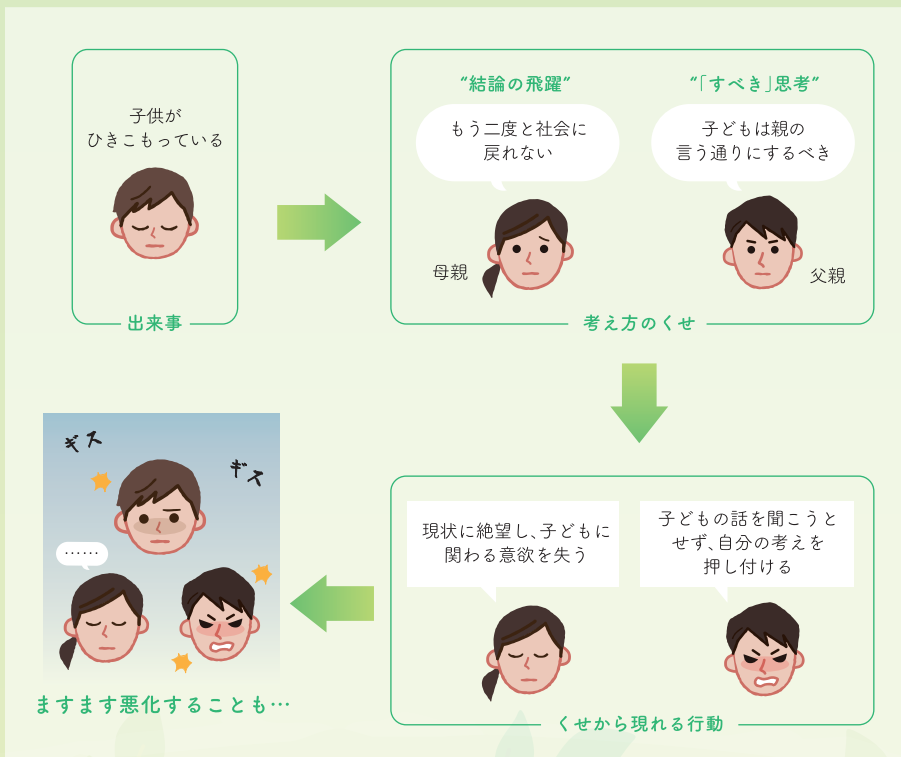 子供が
ひきこもっている
出来事
“結論の飛躍”
もう二度と社会に
戻れない
母親
“「すべき」思考”
子どもは親の
言う通りにするべき
父親
考え方のくせ
現状に絶望し、子どもに
関わる意欲を失う
子どもの話を聞こうと
せず、自分の考えを
押し付ける
くせから現れる行動
ギス
ギス
……
ますます悪化することも…